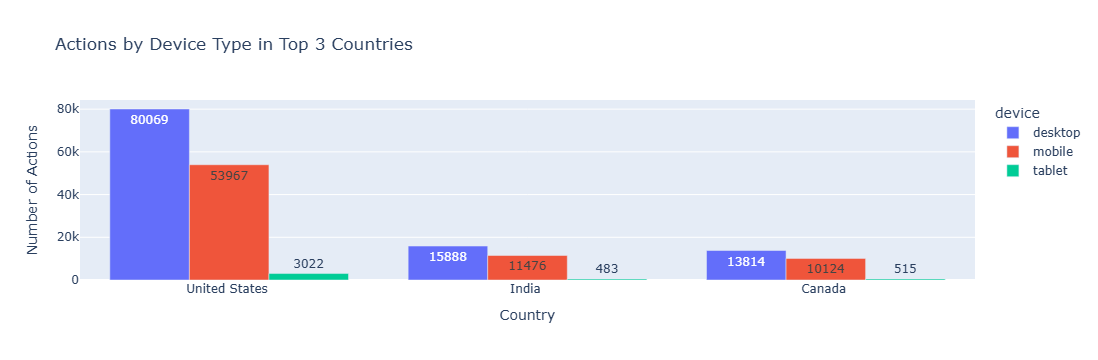 Actions by Device Type in Top 3 Countries
device
desktop
mobile
tablet
Number of Actions
80k
60k
40k
20k
0
80069
53967
3022
15888
11476
483
13814
10124
515
United States
India
Canada
Country